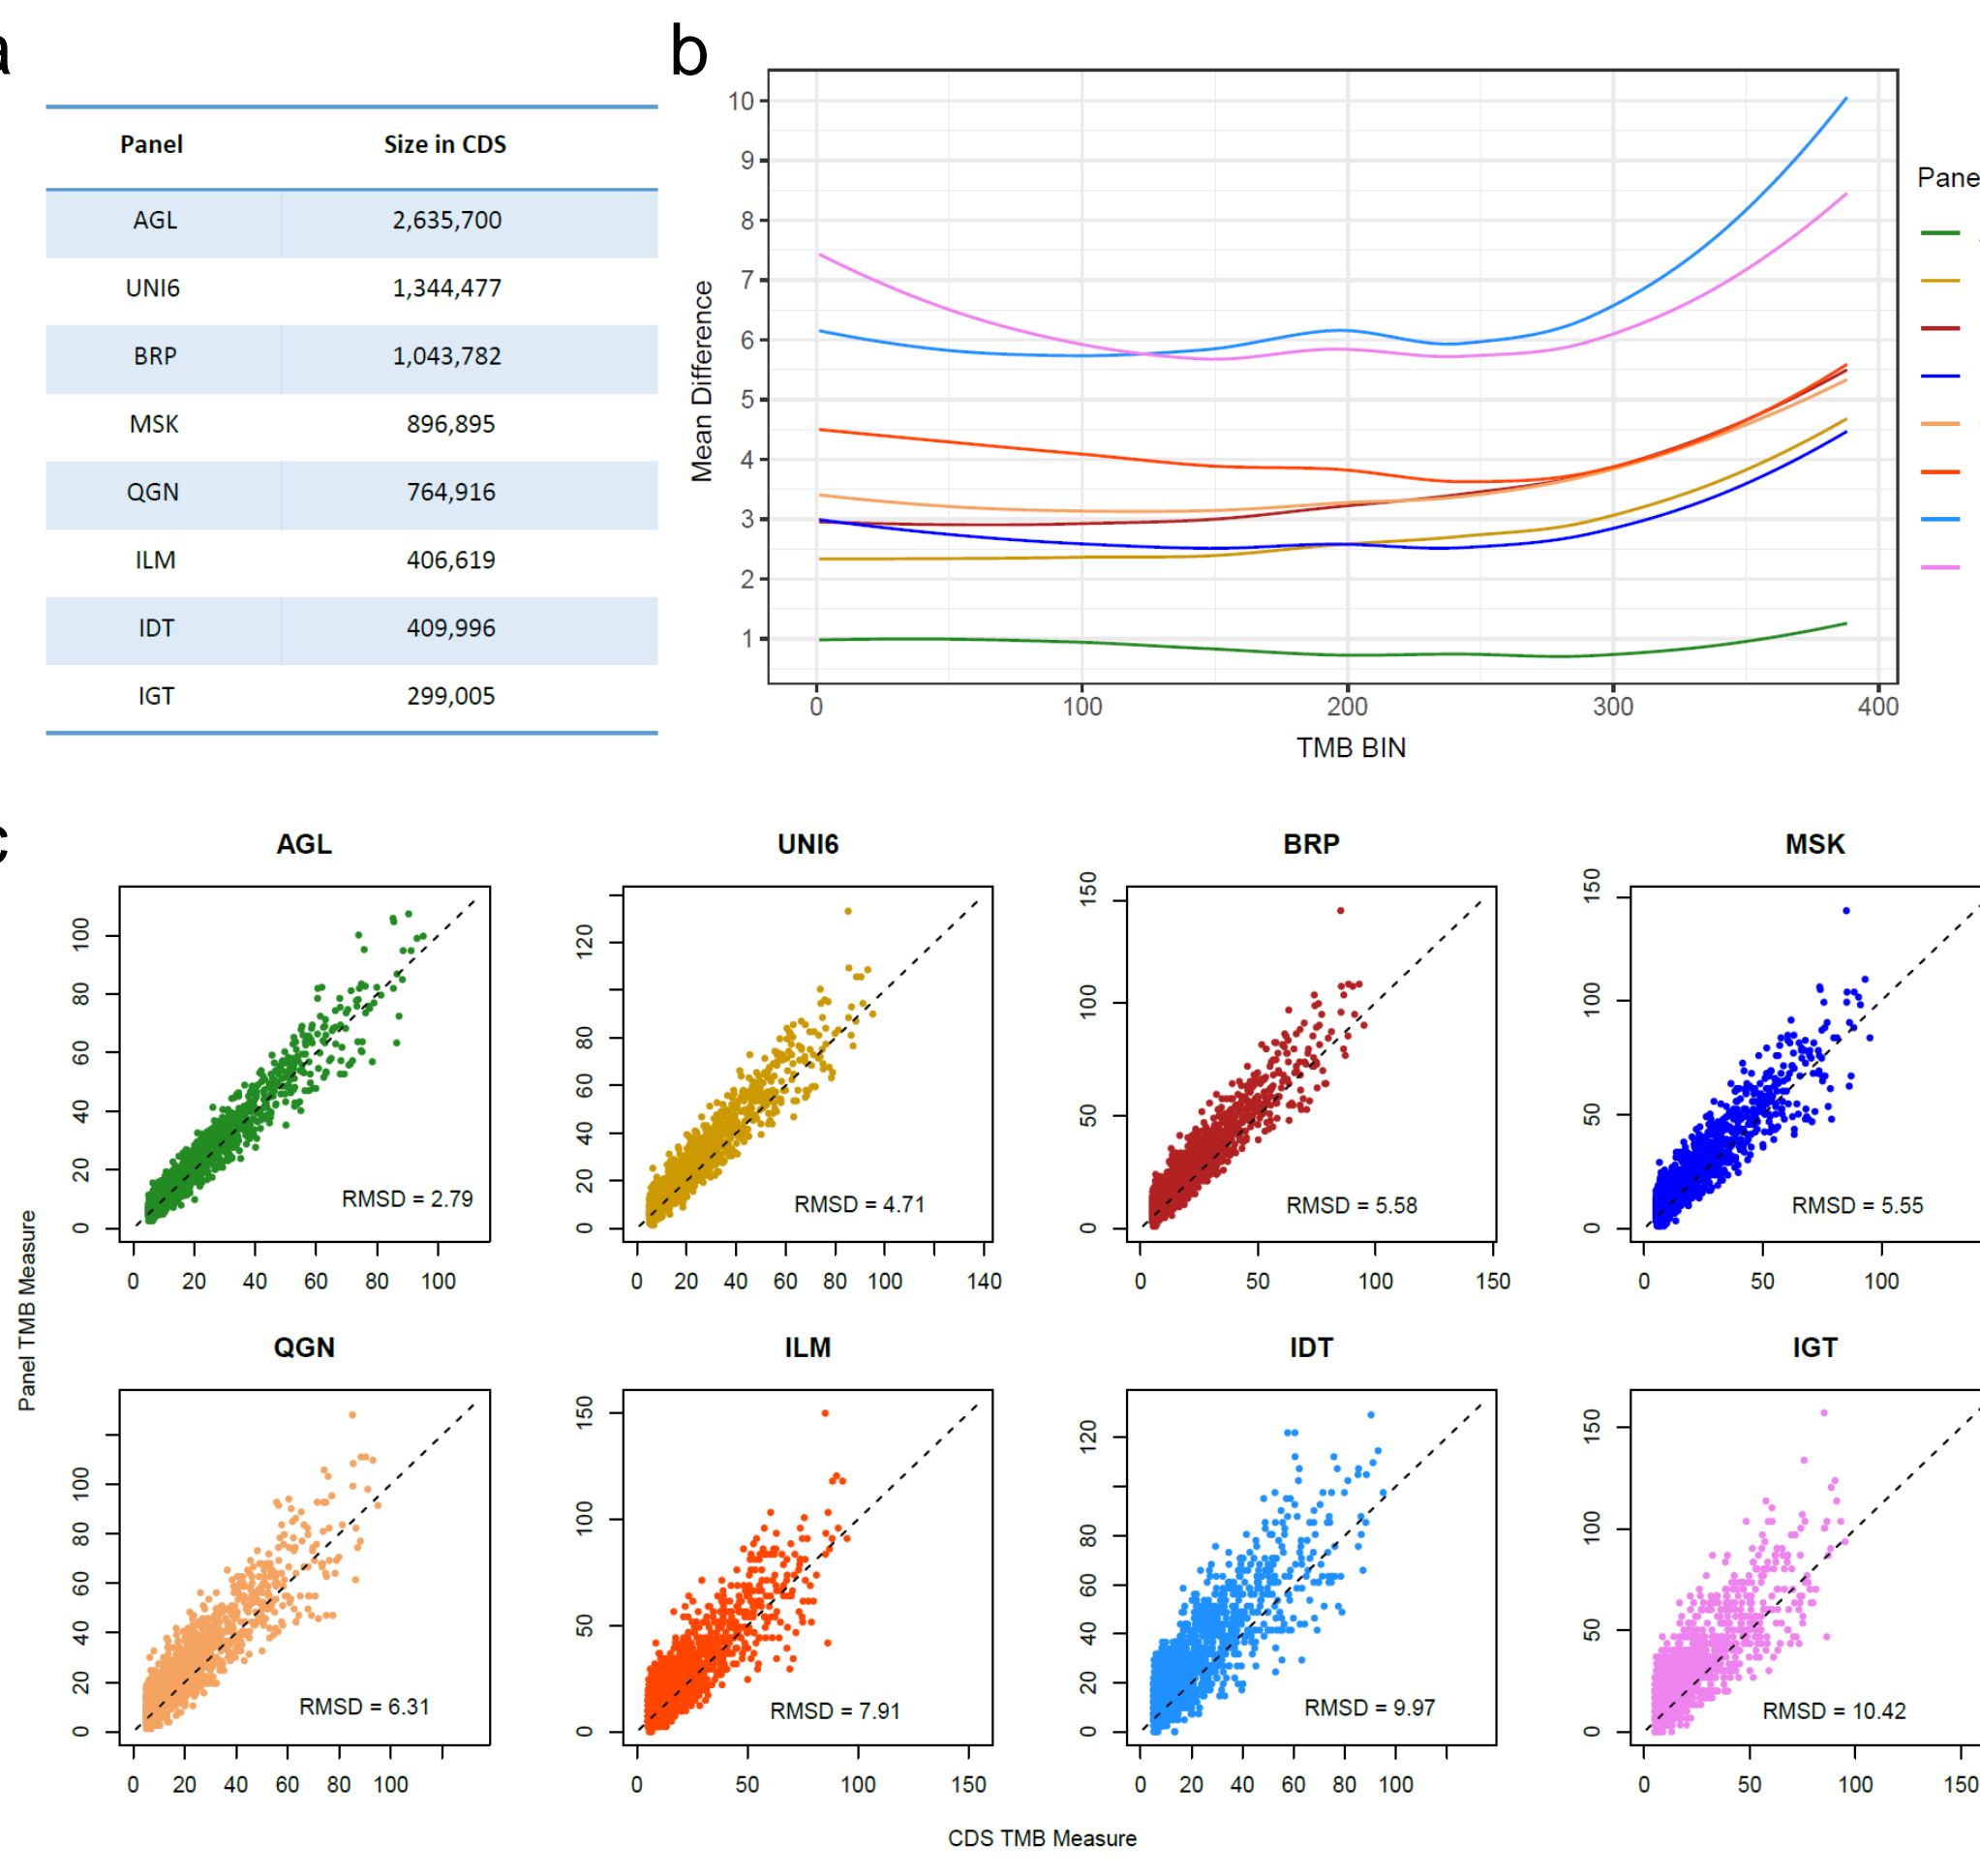 a
Panel Size in CDS
AGL 2,635,700
UNI6 1,344,477
BRP 1,043,782
MSK 896,895
QGN 764,916
ILM 406,619
IDT 409,996
IGT 299,005
b
Mean Difference
10
9
8
7
6
5
4
3
2
1
0 100 200 300 400
TMB BIN
Pane
c
Panel TMB Measure
AGL
100
80
60
40
20
0
RMSD = 2.79
0 20 40 60 80 100
UNI6
120
80
60
40
20
0
RMSD = 4.71
0 20 40 60 80 100 140
BRP
150
100
50
0
RMSD = 5.58
0 50 100 150
MSK
150
100
50
0
RMSD = 5.55
0 50 100
QGN
100
80
60
40
20
0
RMSD = 6.31
0 20 40 60 80 100
ILM
150
100
50
0
RMSD = 7.91
0 50 100 150
IDT
120
80
60
40
20
0
RMSD = 9.97
0 20 40 60 80 100
IGT
150
100
50
0
RMSD = 10.42
0 50 100 150
CDS TMB Measure